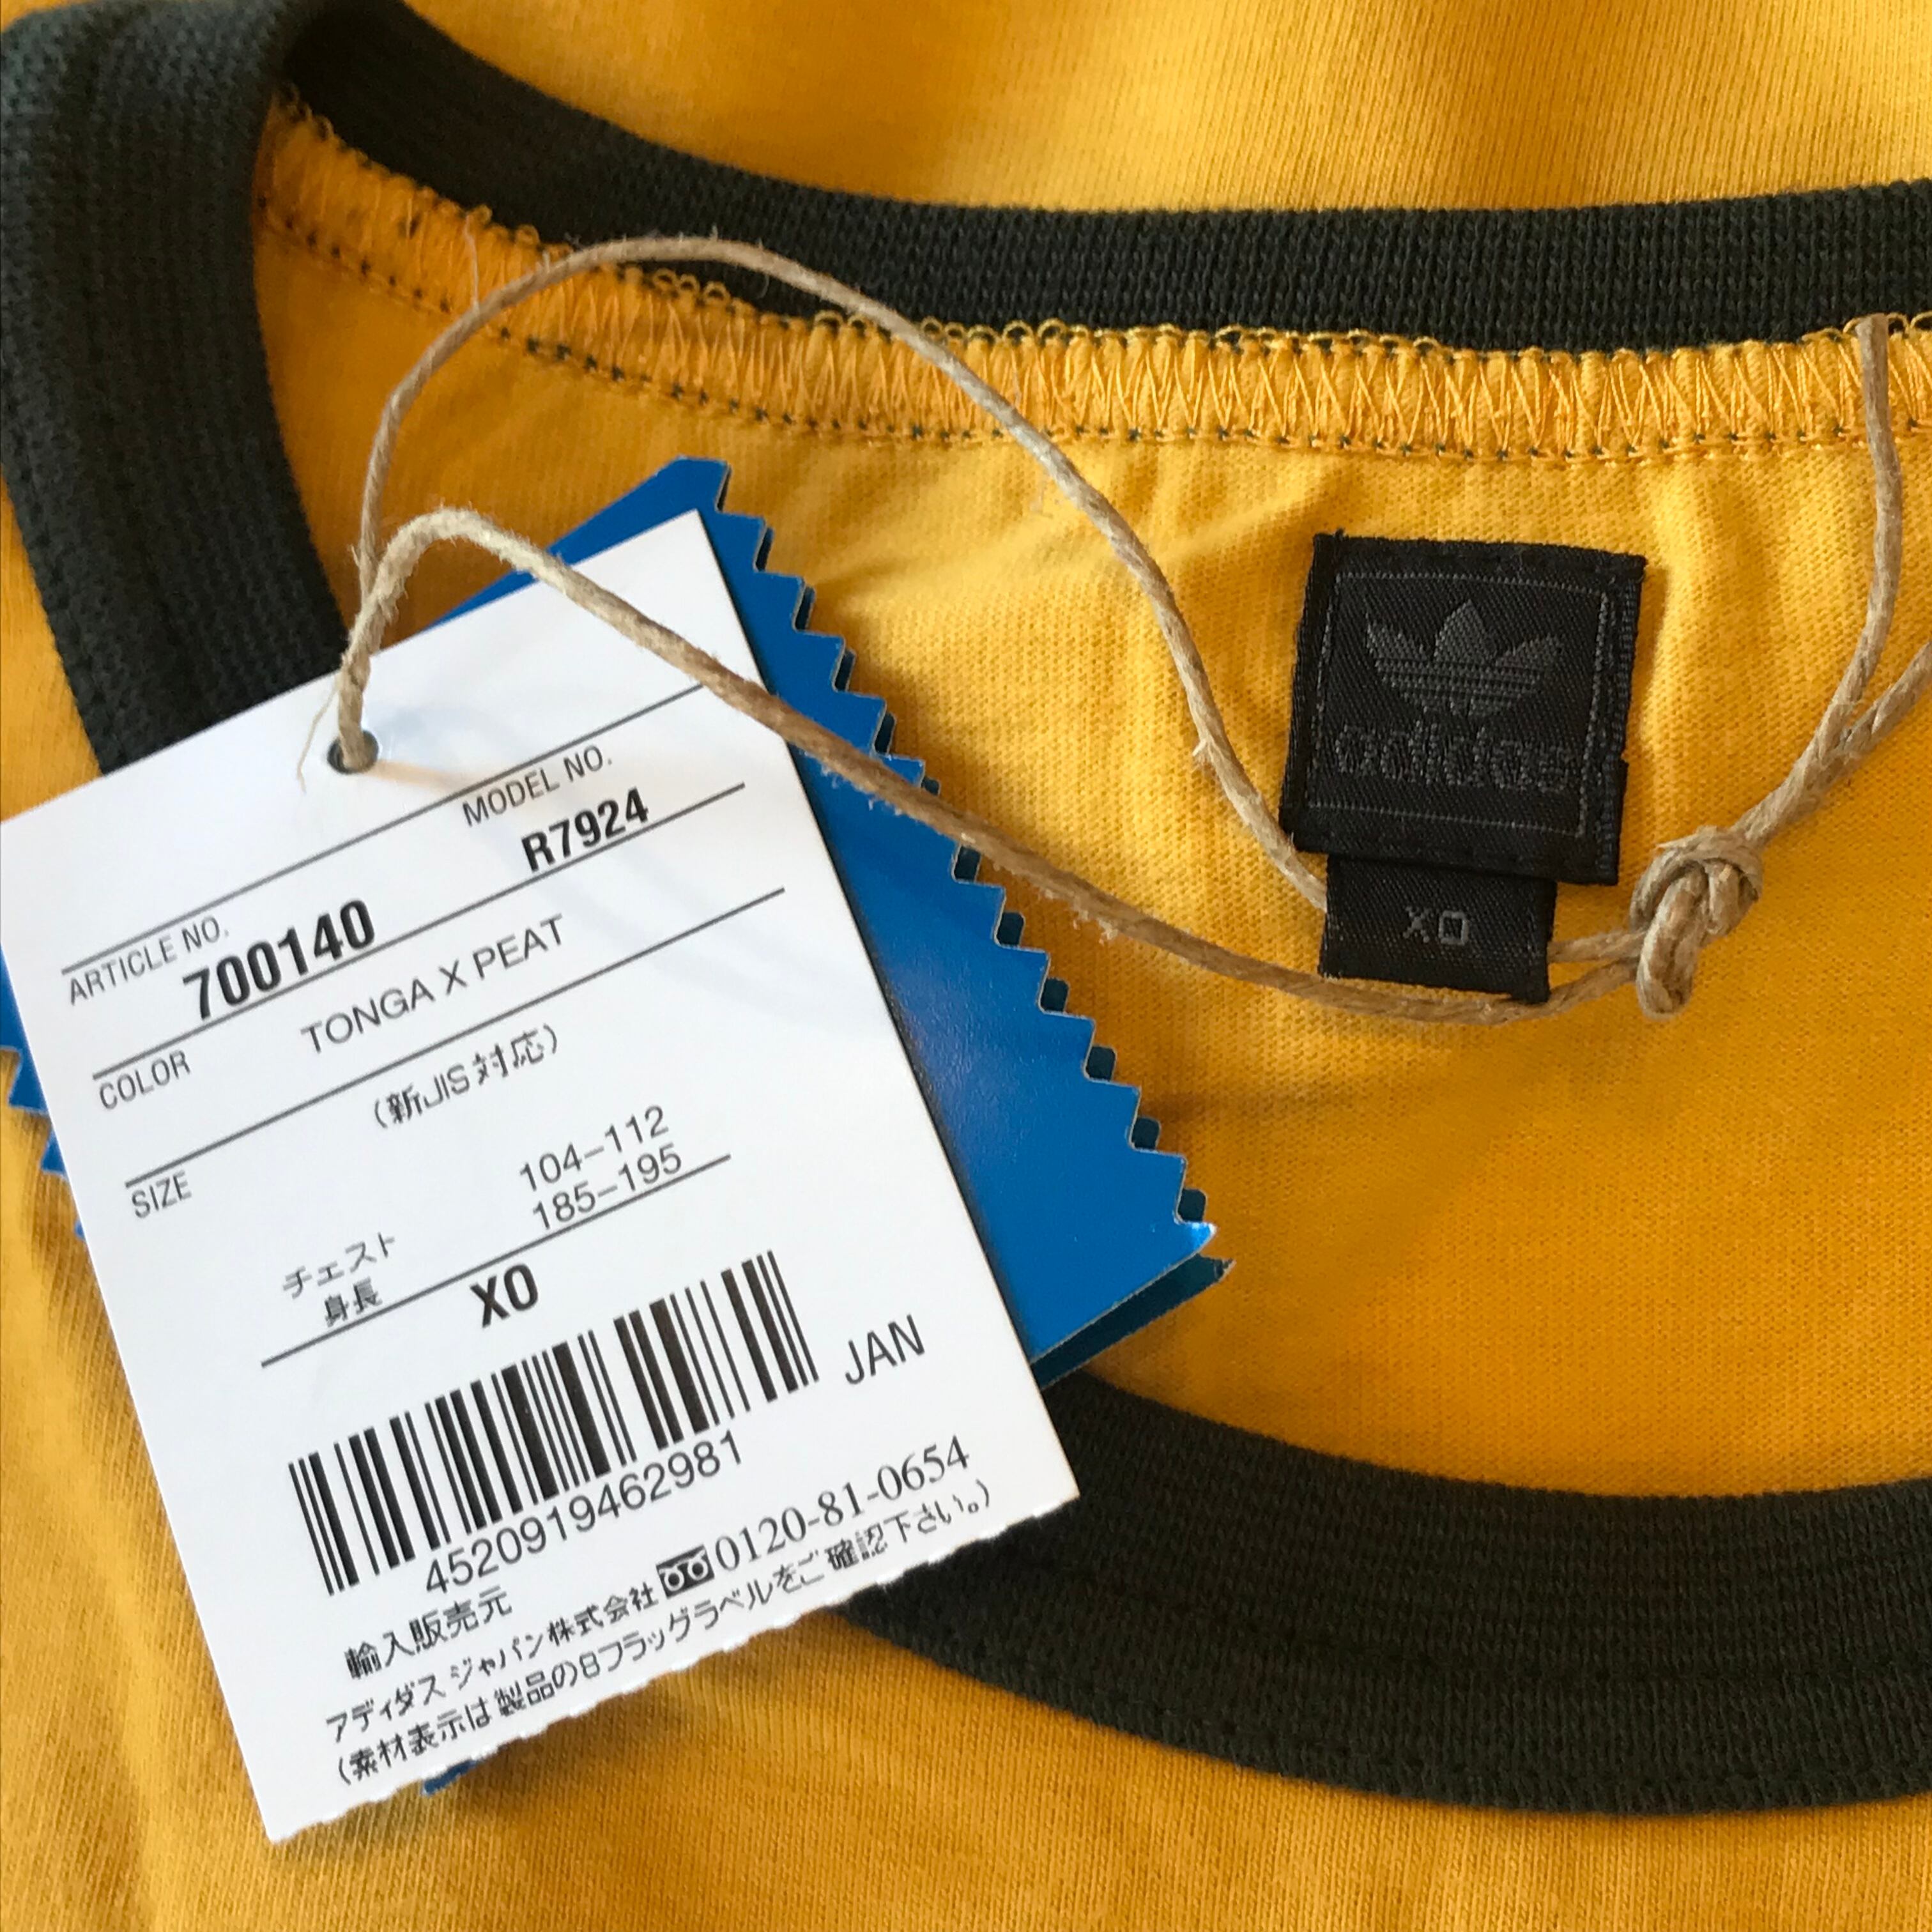 ARTICLE NO.
MODEL NO.
700140
R7924
COLOR
TONGA X PEAT
(新JIS対応)
SIZE
チェスト 104-112
身長 185-195
XO
JAN
4520919462981
輸入販売元
アディダス ジャパン株式会社 0120-81-0654
(素材表示は製品の8フラッグラベルをご確認下さい。)
adidas
XO